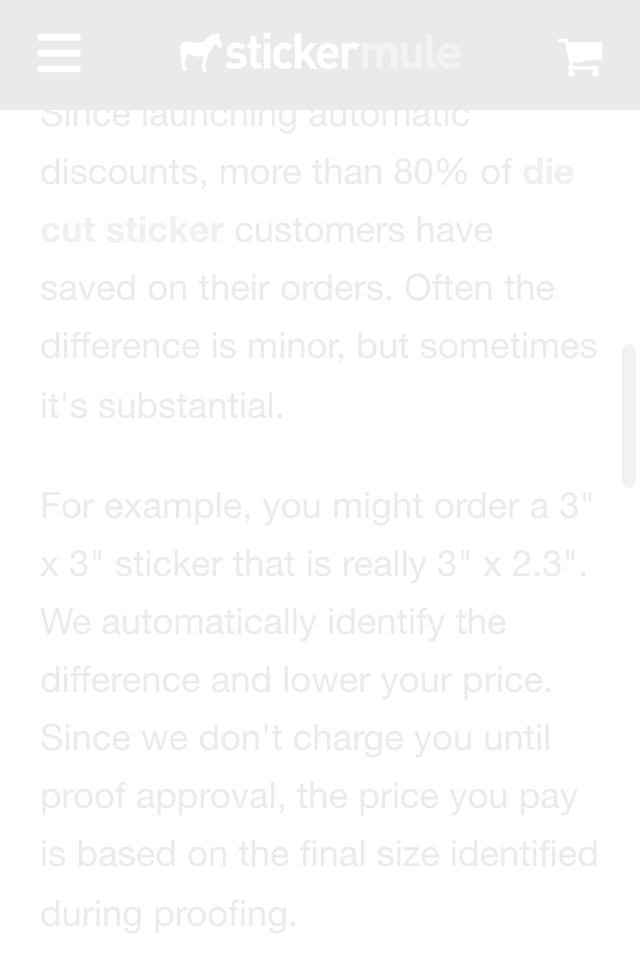 stickermule
Since launching automatic
discounts, more than 80% of die
cut sticker customers have
saved on their orders. Often the
difference is minor, but sometimes
it's substantial.
For example, you might order a 3"
x 3" sticker that is really 3" x 2.3".
We automatically identify the
difference and lower your price.
Since we don't charge you until
proof approval, the price you pay
is based on the final size identified
during proofing.